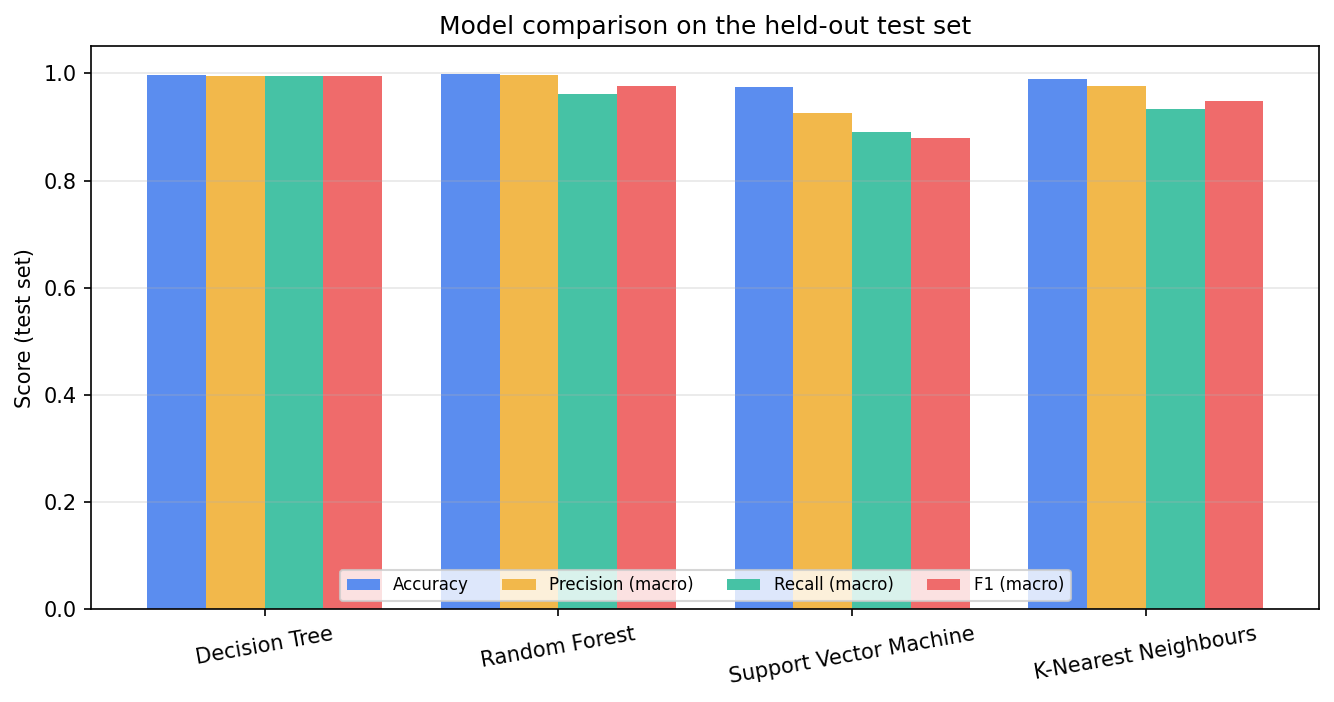 Model comparison on the held-out test set
Score (test set)
1.0
0.8
0.6
0.4
0.2
0.0
Accuracy Precision (macro) Recall (macro) F1 (macro)
Decision Tree Random Forest Support Vector Machine K-Nearest Neighbours